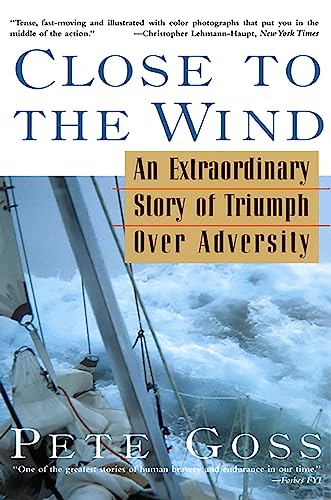 "Tense, fast-moving and illustrated with color photographs that put you in the
middle of the action." —Christopher Lehmann-Haupt, New York Times
CLOSE TO
THE WIND
An Extraordinary
Story of Triumph
Over Adversity
PETE GOSS
"One of the greatest stories of human bravery and endurance in our time." —Forbes FYI